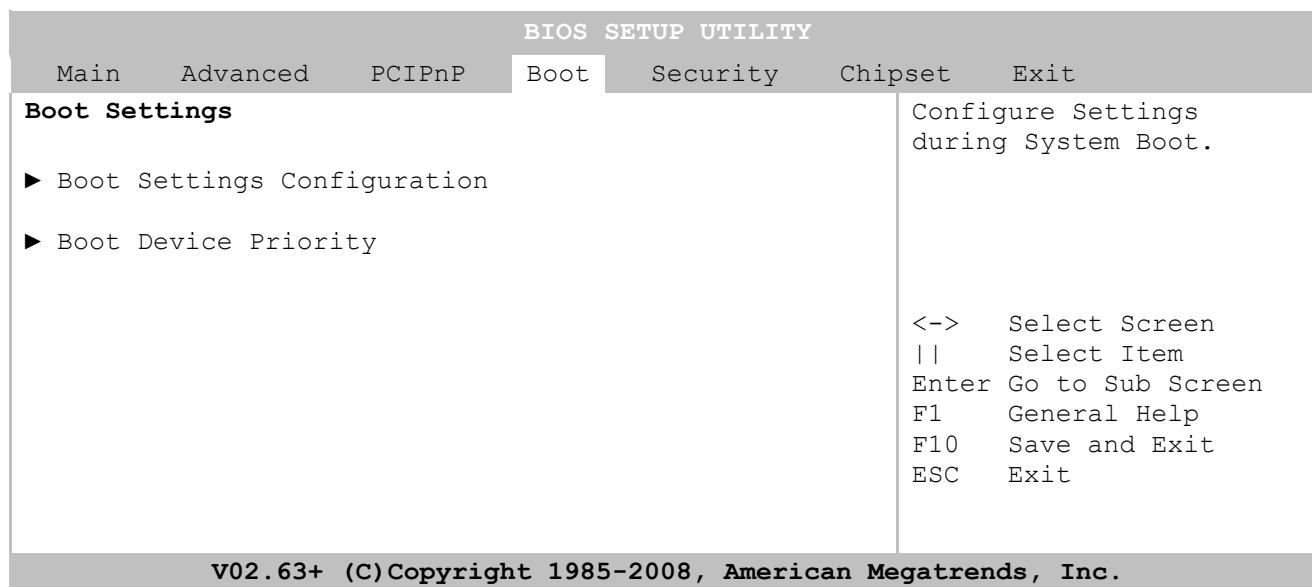 BIOS SETUP UTILITY
Main Advanced PCIPnP Boot Security Chipset Exit
Boot Settings
► Boot Settings Configuration
► Boot Device Priority
Configure Settings
during System Boot.
<-> Select Screen
|| Select Item
Enter Go to Sub Screen
F1 General Help
F10 Save and Exit
ESC Exit
V02.63+ (C)Copyright 1985-2008, American Megatrends, Inc.